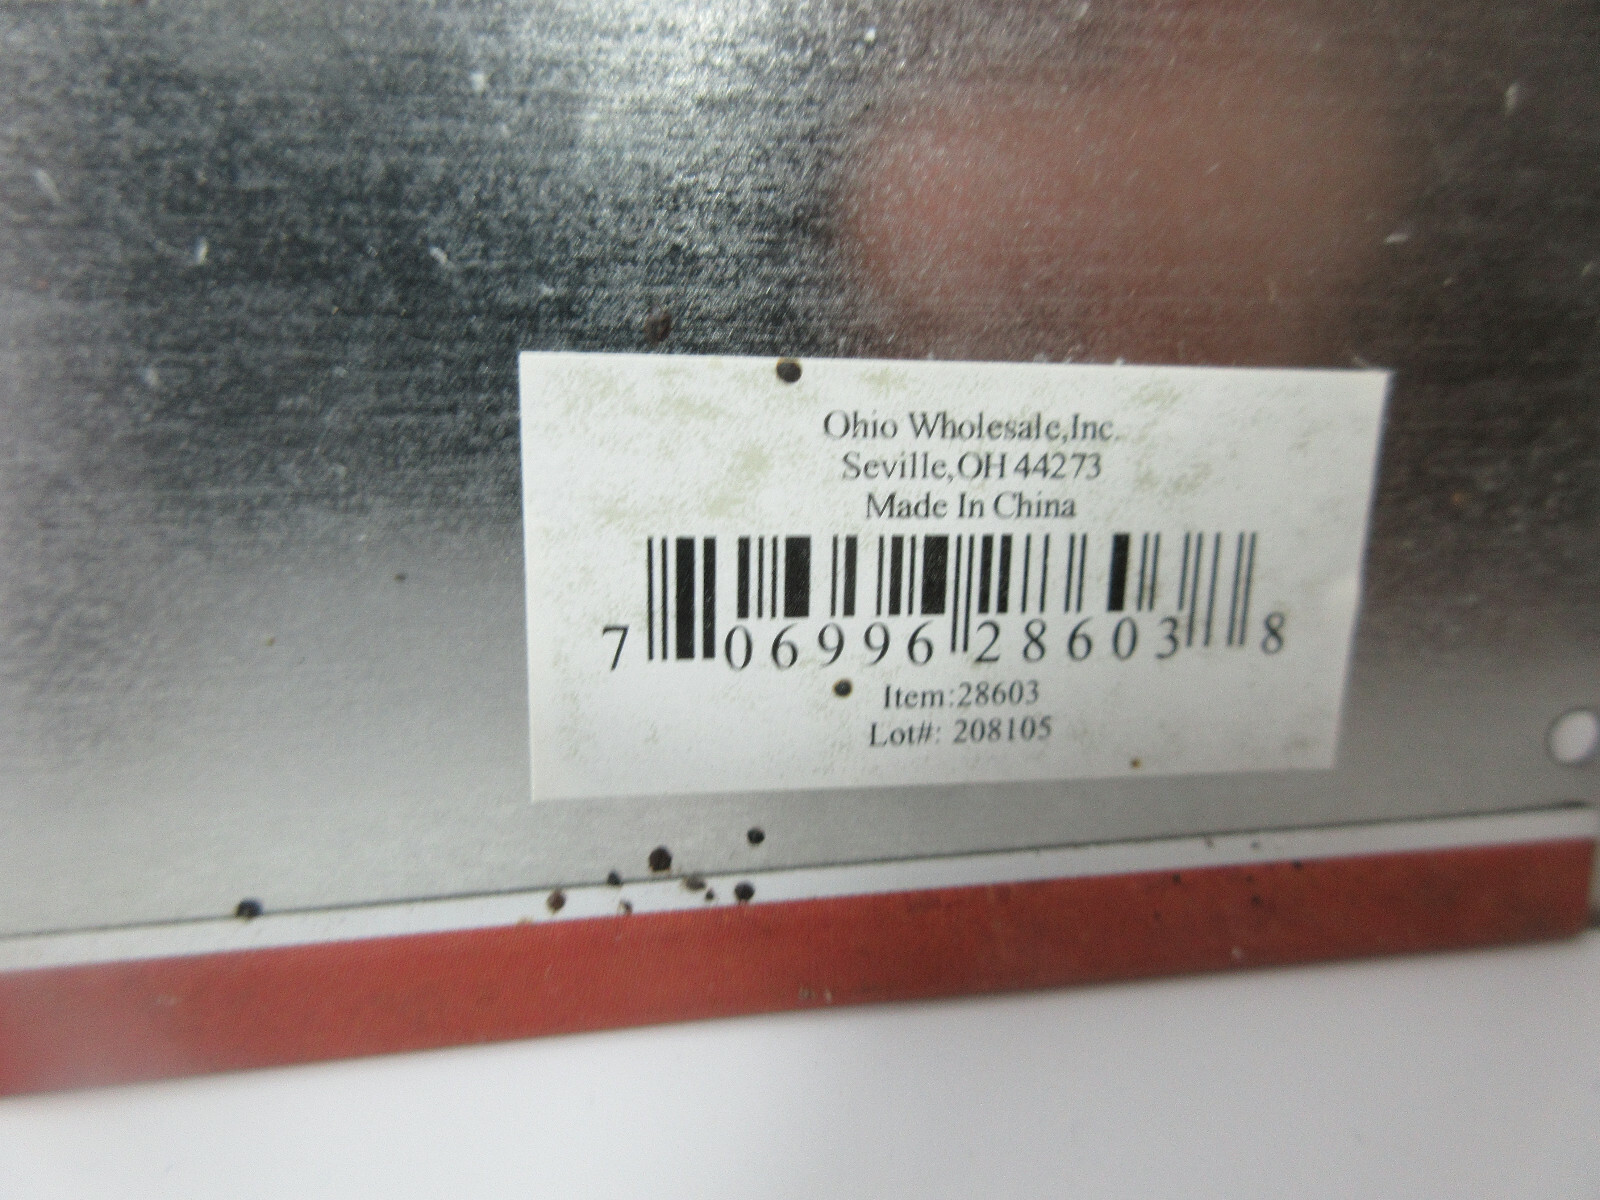 Ohio Wholesale,Inc.
Seville,OH 44273
Made In China
7 06996 28603 8
Item:28603
Lot#: 208105